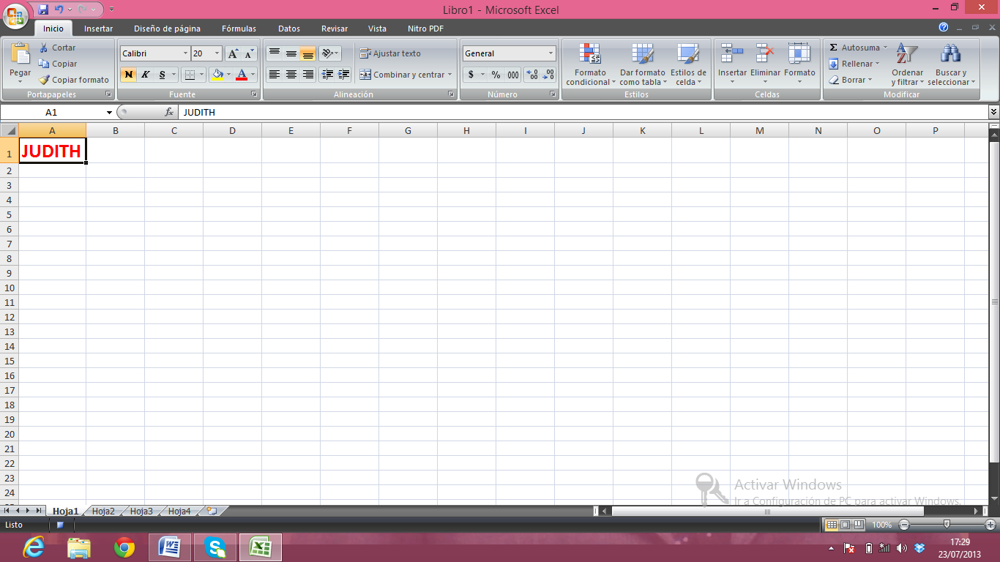 Libro1 - Microsoft Excel
Inicio Insertar Diseño de página Fórmulas Datos Revisar Vista Nitro PDF
Pegar
Cortar
Copiar
Copiar formato
Portapapeles
Calibri 20
N K S
Fuente
Ajustar texto
Combinar y centrar
Alineación
General
$ % 000
Número
Formato condicional
Dar formato como tabla
Estilos de celda
Estilos
Insertar Eliminar Formato
Celdas
Σ Autosuma
Rellenar
Borrar
Ordenar y filtrar
Buscar y seleccionar
Modificar
A1 fx JUDITH
A B C D E F G H I J K L M N O P
1 JUDITH
2
3
4
5
6
7
8
9
10
11
12
13
14
15
16
17
18
19
20
21
22
23
24
Activar Windows
Ir a Configuración de PC para activar Windows.
Hoja1 Hoja2 Hoja3 Hoja4
Listo 100%
17:29
23/07/2013